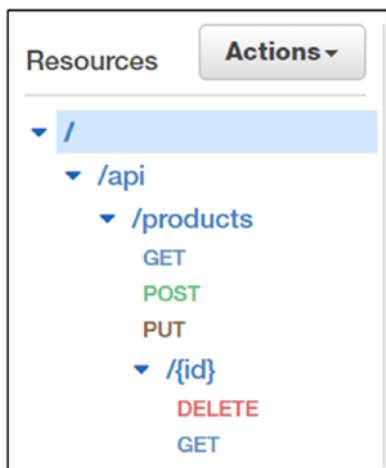 Resources Actions
/
/api
/products
GET
POST
PUT
/{id}
DELETE
GET